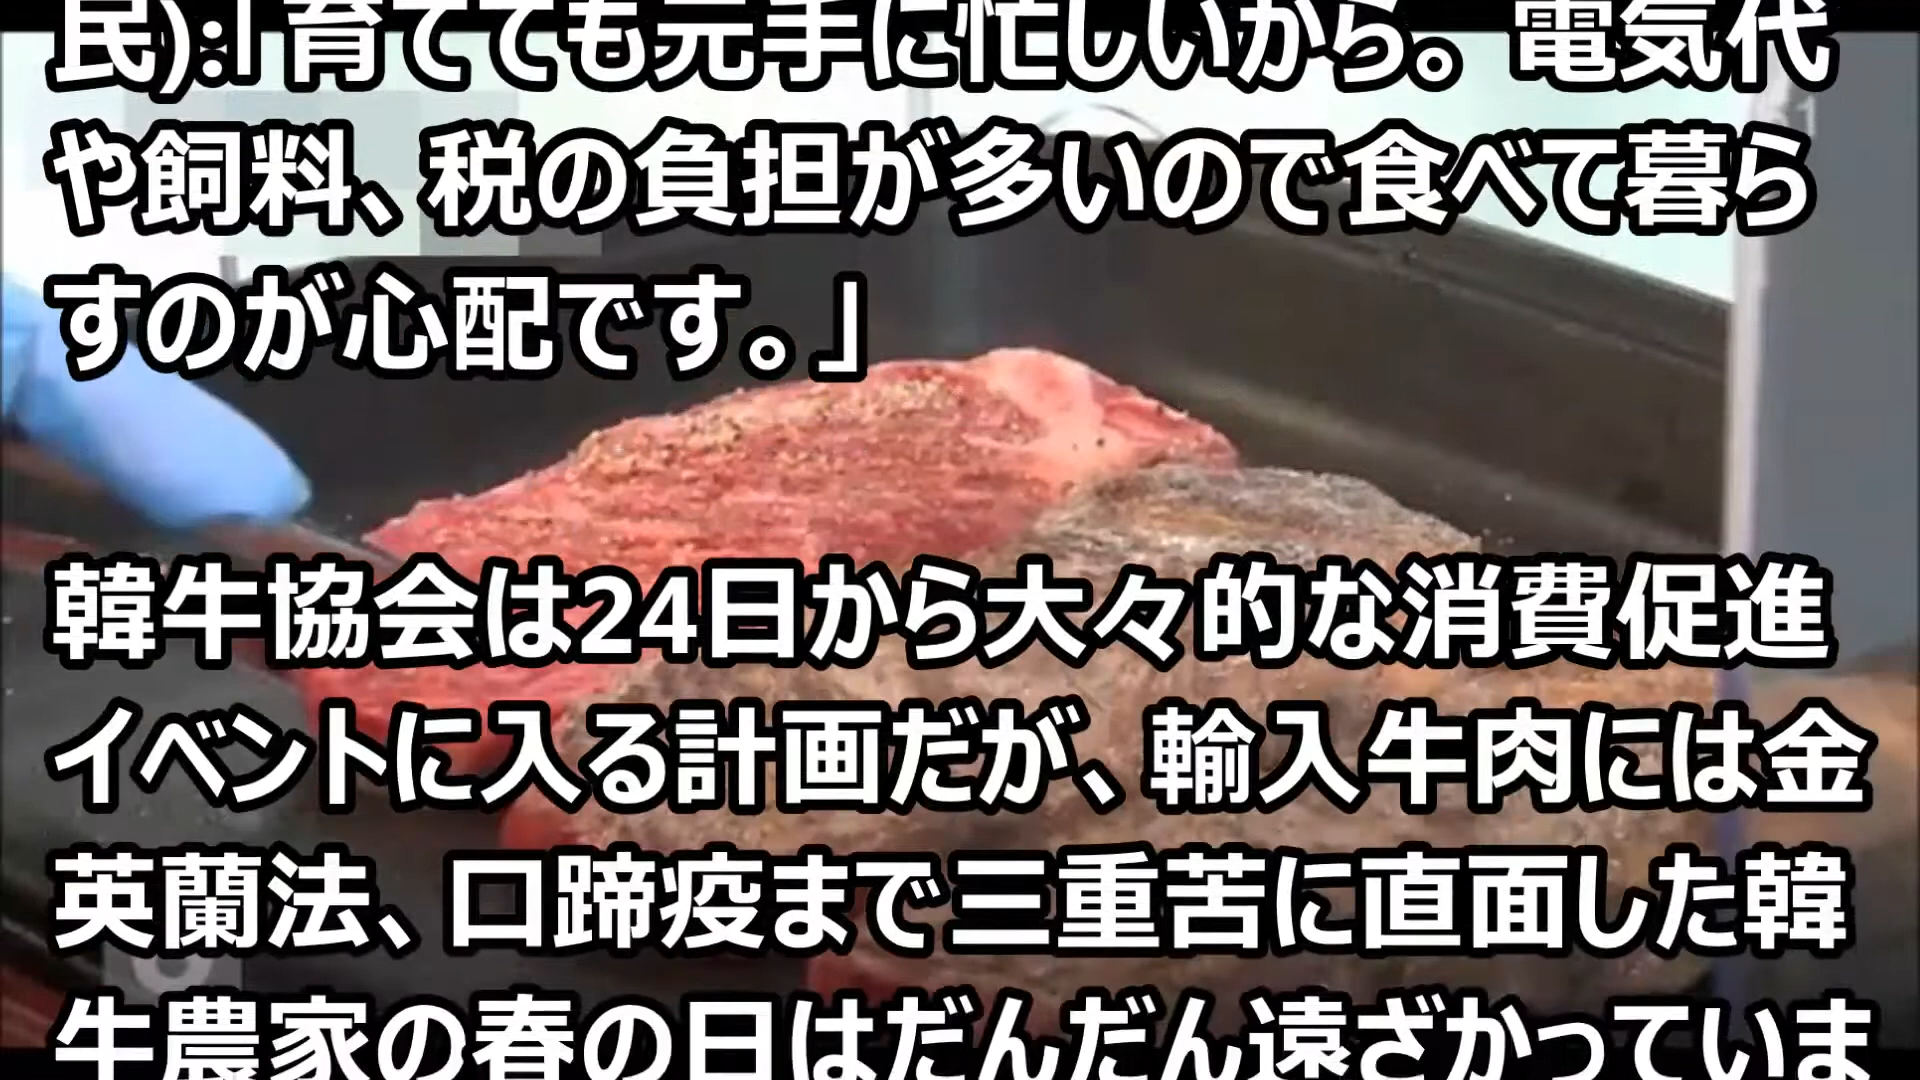 民):「育てても元手に忙しいから。電気代
や飼料、税の負担が多いので食べて暮ら
すのが心配です。」
韓牛協会は24日から大々的な消費促進
イベントに入る計画だが、輸入牛肉には金
英蘭法、口蹄疫まで三重苦に直面した韓
牛農家の春の日はだんだん遠ざかっていま